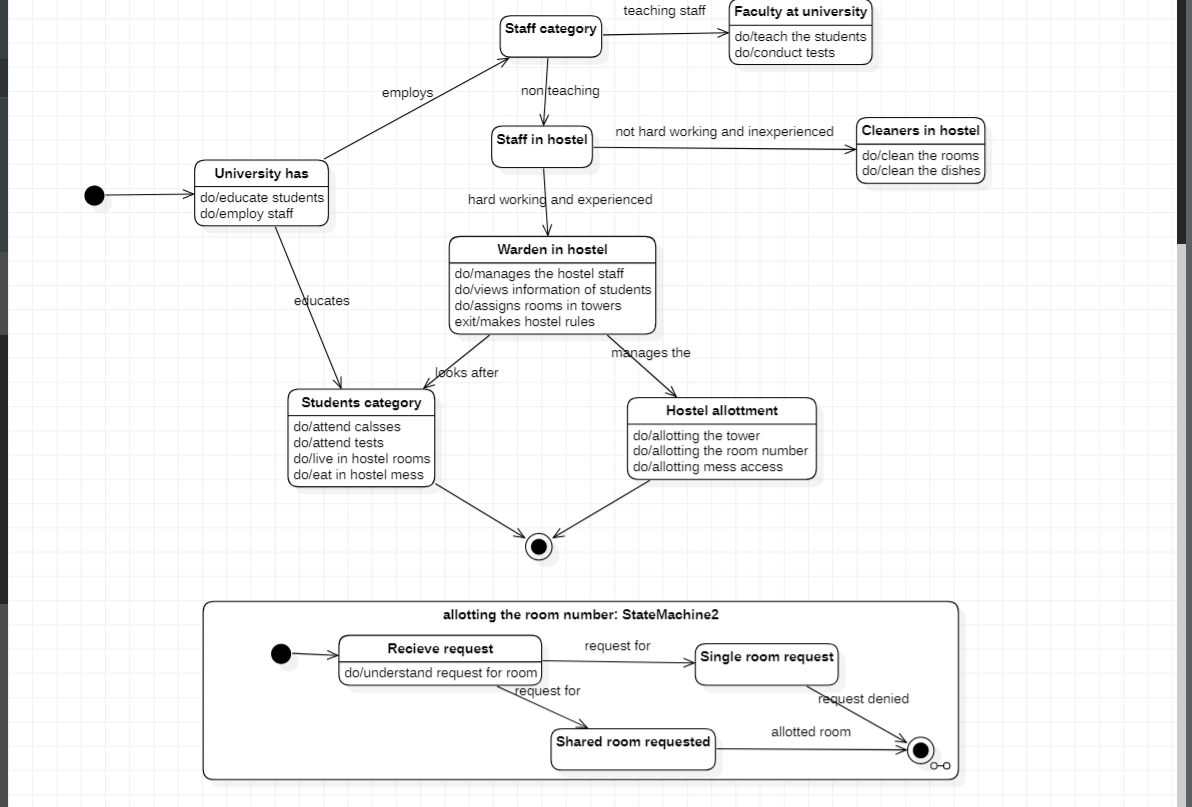 teaching staff
Faculty at university
do/teach the students
do/conduct tests
Staff category
employs
non teaching
Staff in hostel
not hard working and inexperienced
Cleaners in hostel
do/clean the rooms
do/clean the dishes
University has
do/educate students
do/employ staff
hard working and experienced
Warden in hostel
do/manages the hostel staff
do/views information of students
do/assigns rooms in towers
exit/makes hostel rules
educates
looks after
manages the
Students category
do/attend calsses
do/attend tests
do/live in hostel rooms
do/eat in hostel mess
Hostel allottment
do/allotting the tower
do/allotting the room number
do/allotting mess access
allotting the room number: StateMachine2
Recieve request
do/understand request for room
request for
Single room request
request for
request denied
Shared room requested
allotted room